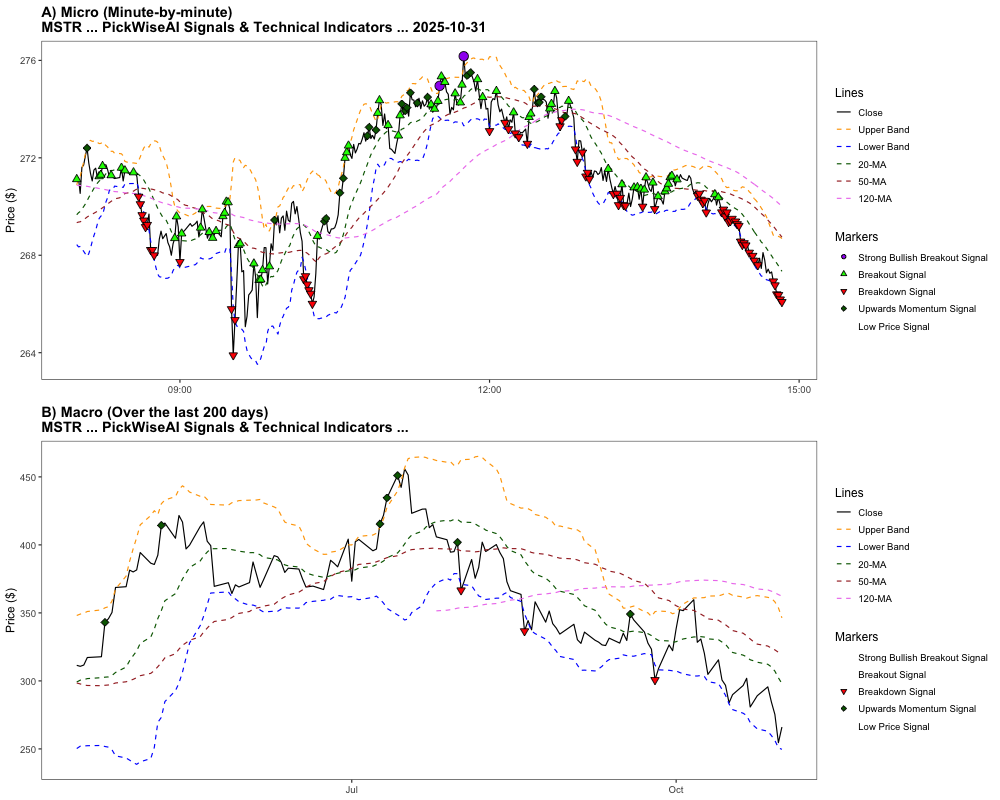 A) Micro (Minute-by-minute)
MSTR ... PickWiseAI Signals & Technical Indicators ... 2025-10-31
276
272
268
264
Price ($)
09:00
12:00
15:00
Lines
Close
Upper Band
Lower Band
20-MA
50-MA
120-MA
Markers
Strong Bullish Breakout Signal
Breakout Signal
Breakdown Signal
Upwards Momentum Signal
Low Price Signal
B) Macro (Over the last 200 days)
MSTR ... PickWiseAI Signals & Technical Indicators ...
450
400
350
300
250
Price ($)
Jul
Oct
Lines
Close
Upper Band
Lower Band
20-MA
50-MA
120-MA
Markers
Strong Bullish Breakout Signal
Breakout Signal
Breakdown Signal
Upwards Momentum Signal
Low Price Signal